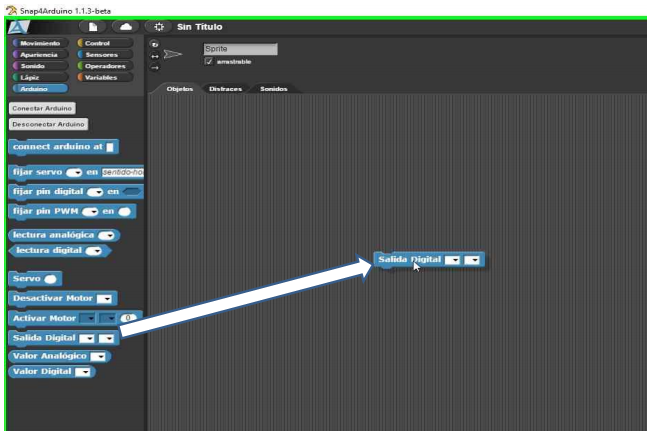 Snap4Arduino 1.1.3-beta
Sin Título
Movimiento
Control
Apariencia
Sensores
Sonido
Operadores
Lápiz
Variables
Arduino
Sprite
arrastrable
Objetos
Disfraces
Sonidos
Conectar Arduino
Desconectar Arduino
connect arduino at
fijar servo en sentido-ho
fijar pin digital en
fijar pin PWM en
lectura analógica
lectura digital
Servo
Desactivar Motor
Activar Motor 0
Salida Digital
Valor Analógico
Valor Digital
Salida Digital